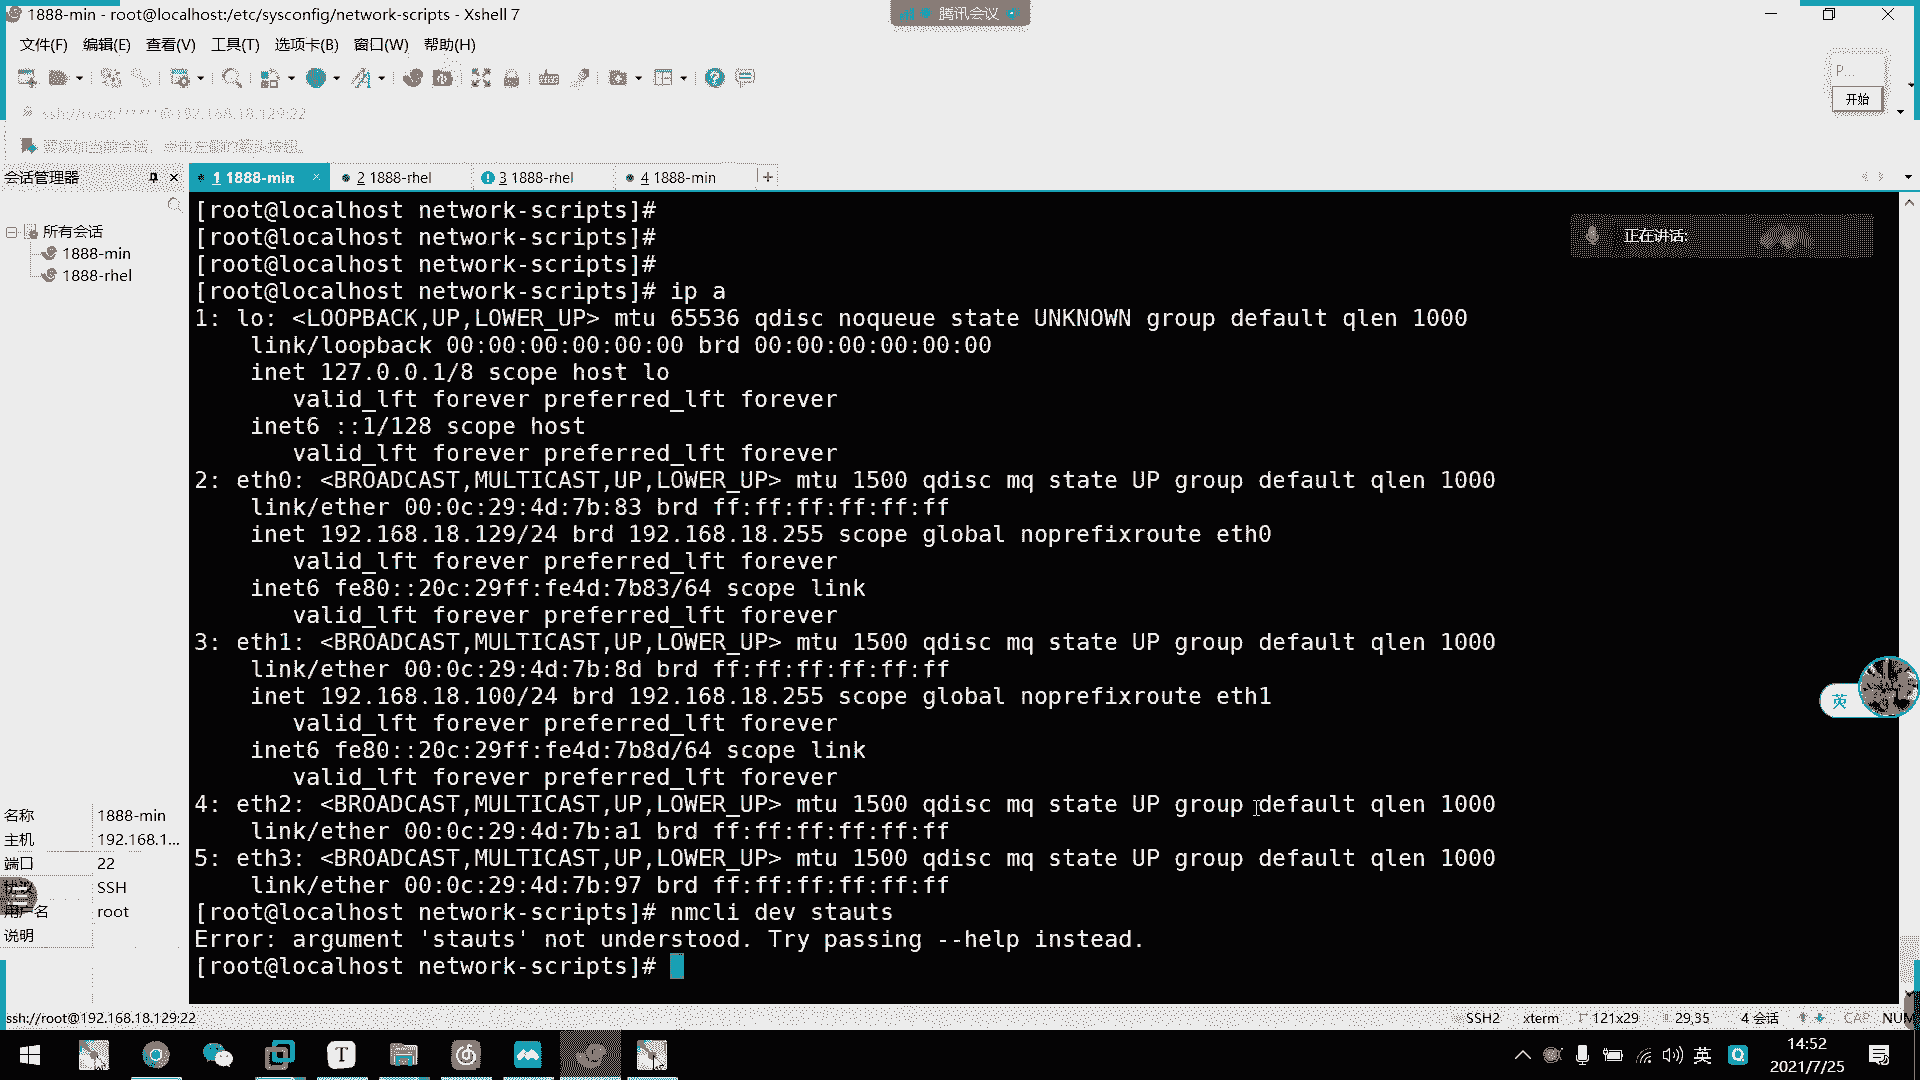 1888-min - root@localhost:/etc/sysconfig/network-scripts - Xshell 7
腾讯会议
文件(F) 编辑(E) 查看(V) 工具(T) 选项卡(B) 窗口(W) 帮助(H)
P...
开始
ssh://root:*****@192.168.18.129:22
要添加当前会话，点击左侧的箭头按钮。
会话管理器
1 1888-min
2 1888-rhel
3 1888-rhel
4 1888-min
所有会话
1888-min
1888-rhel
正在讲话:
[root@localhost network-scripts]#
[root@localhost network-scripts]#
[root@localhost network-scripts]#
[root@localhost network-scripts]# ip a
1: lo: <LOOPBACK,UP,LOWER_UP> mtu 65536 qdisc noqueue state UNKNOWN group default qlen 1000
link/loopback 00:00:00:00:00:00 brd 00:00:00:00:00:00
inet 127.0.0.1/8 scope host lo
valid_lft forever preferred_lft forever
inet6 ::1/128 scope host
valid_lft forever preferred_lft forever
2: eth0: <BROADCAST,MULTICAST,UP,LOWER_UP> mtu 1500 qdisc mq state UP group default qlen 1000
link/ether 00:0c:29:4d:7b:83 brd ff:ff:ff:ff:ff:ff
inet 192.168.18.129/24 brd 192.168.18.255 scope global noprefixroute eth0
valid_lft forever preferred_lft forever
inet6 fe80::20c:29ff:fe4d:7b83/64 scope link
valid_lft forever preferred_lft forever
3: eth1: <BROADCAST,MULTICAST,UP,LOWER_UP> mtu 1500 qdisc mq state UP group default qlen 1000
link/ether 00:0c:29:4d:7b:8d brd ff:ff:ff:ff:ff:ff
inet 192.168.18.100/24 brd 192.168.18.255 scope global noprefixroute eth1
valid_lft forever preferred_lft forever
inet6 fe80::20c:29ff:fe4d:7b8d/64 scope link
valid_lft forever preferred_lft forever
4: eth2: <BROADCAST,MULTICAST,UP,LOWER_UP> mtu 1500 qdisc mq state UP group default qlen 1000
link/ether 00:0c:29:4d:7b:a1 brd ff:ff:ff:ff:ff:ff
5: eth3: <BROADCAST,MULTICAST,UP,LOWER_UP> mtu 1500 qdisc mq state UP group default qlen 1000
link/ether 00:0c:29:4d:7b:97 brd ff:ff:ff:ff:ff:ff
[root@localhost network-scripts]# nmcli dev stauts
Error: argument 'stauts' not understood. Try passing --help instead.
[root@localhost network-scripts]#
英
名称 1888-min
主机 192.168.1...
端口 22
SSH
用户名 root
说明
ssh://root@192.168.18.129:22
SSH2 xterm 121x29 29,35 4 会话 CAP NUM
英
14:52
2021/7/25